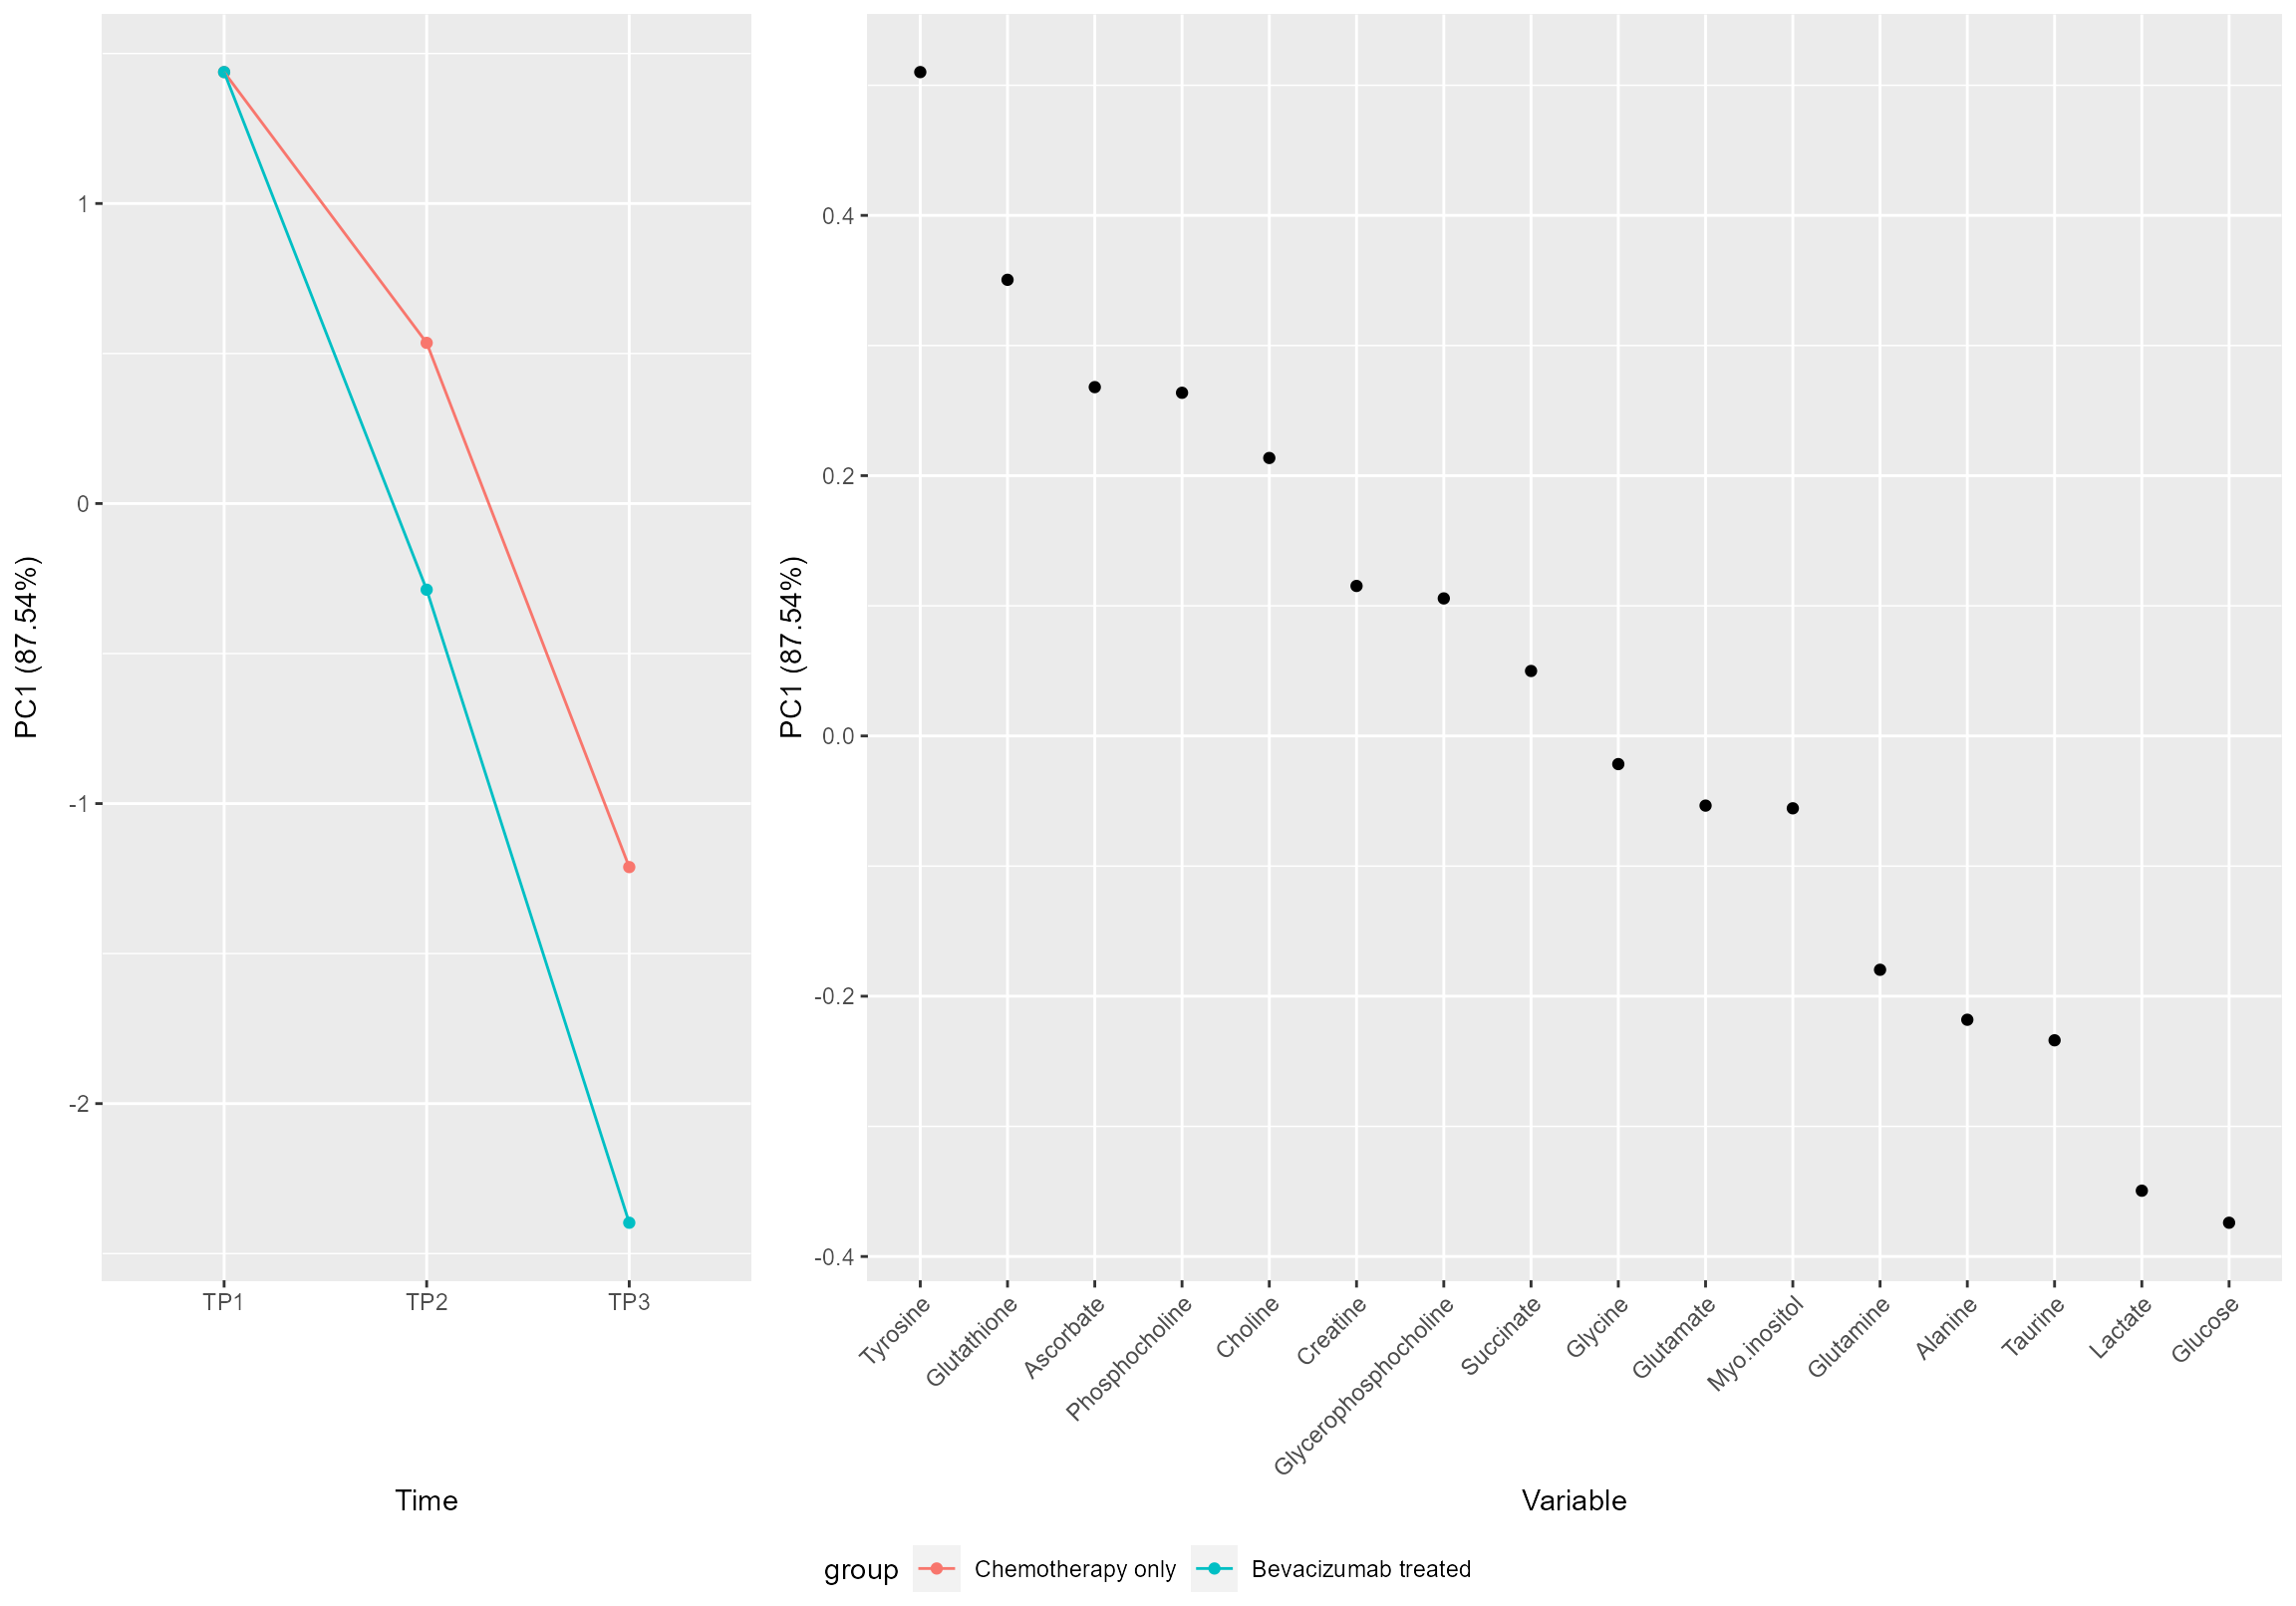 PC1 (87.54%)
1
0
-1
-2
TP1 TP2 TP3
Time
PC1 (87.54%)
0.4
0.2
0.0
-0.2
-0.4
Tyrosine
Glutathione
Ascorbate
Phosphocholine
Choline
Creatine
Glycerophosphocholine
Succinate
Glycine
Glutamate
Myo.inositol
Glutamine
Alanine
Taurine
Lactate
Glucose
Variable
group Chemotherapy only Bevacizumab treated